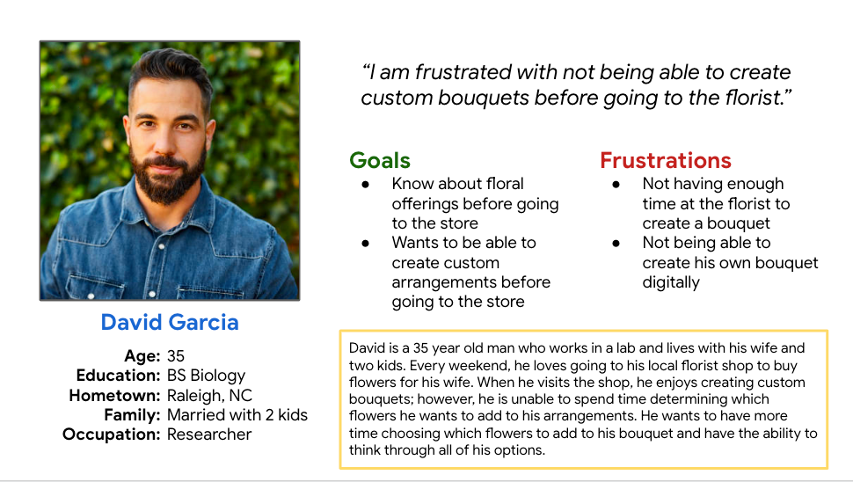 “I am frustrated with not being able to create
custom bouquets before going to the florist.”
Goals
● Know about floral
offerings before going
to the store
● Wants to be able to
create custom
arrangements before
going to the store
Frustrations
● Not having enough
time at the florist to
create a bouquet
● Not being able to
create his own bouquet
digitally
David Garcia
Age: 35
Education: BS Biology
Hometown: Raleigh, NC
Family: Married with 2 kids
Occupation: Researcher
David is a 35 year old man who works in a lab and lives with his wife and
two kids. Every weekend, he loves going to his local florist shop to buy
flowers for his wife. When he visits the shop, he enjoys creating custom
bouquets; however, he is unable to spend time determining which
flowers he wants to add to his arrangements. He wants to have more
time choosing which flowers to add to his bouquet and have the ability to
think through all of his options.